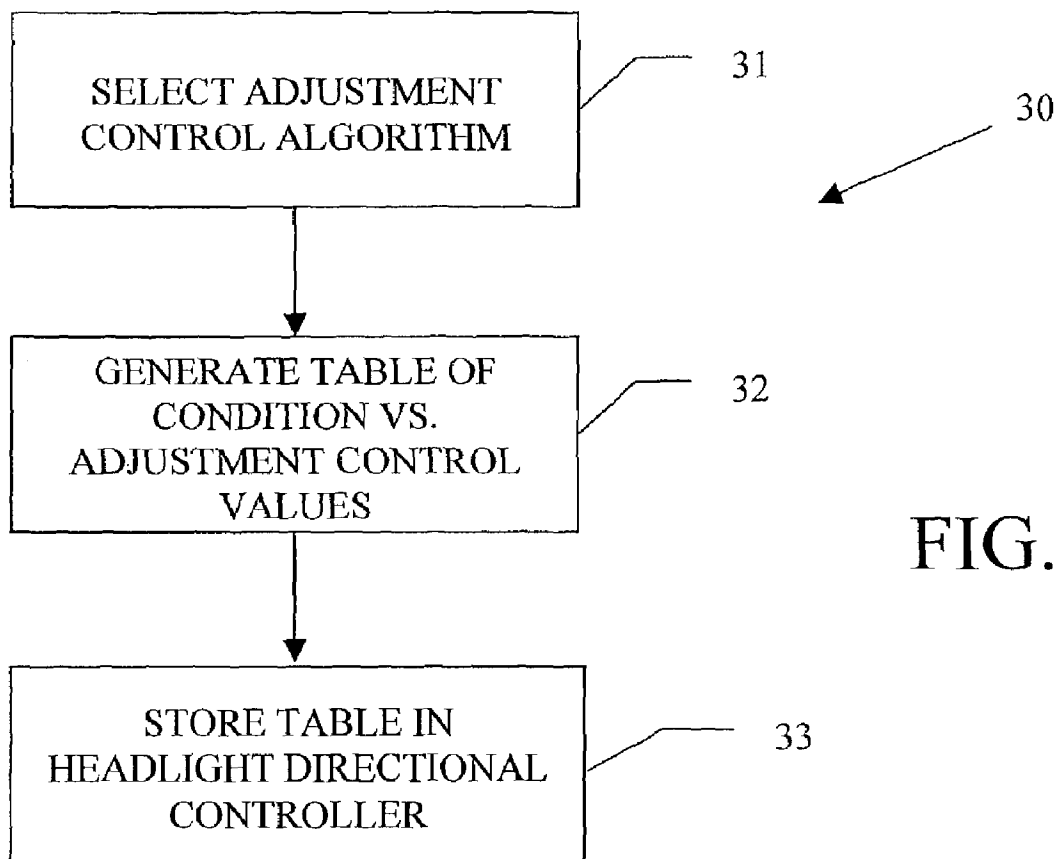 SELECT ADJUSTMENT
CONTROL ALGORITHM
31
30
GENERATE TABLE OF
CONDITION VS.
ADJUSTMENT CONTROL
VALUES
32
FIG.
STORE TABLE IN
HEADLIGHT DIRECTIONAL
CONTROLLER
33